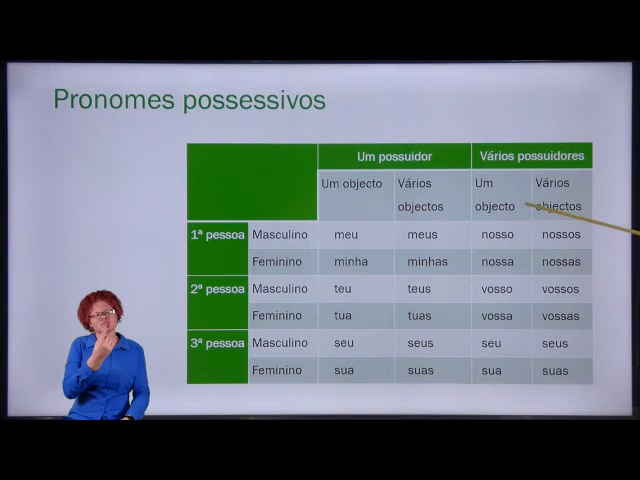 Pronomes possessivos
Um possuidor Vários possuidores
Um objecto Vários objectos Um objecto Vários objectos
1ª pessoa Masculino meu meus nosso nossos
Feminino minha minhas nossa nossas
2ª pessoa Masculino teu teus vosso vossos
Feminino tua tuas vossa vossas
3ª pessoa Masculino seu seus seu seus
Feminino sua suas sua suas